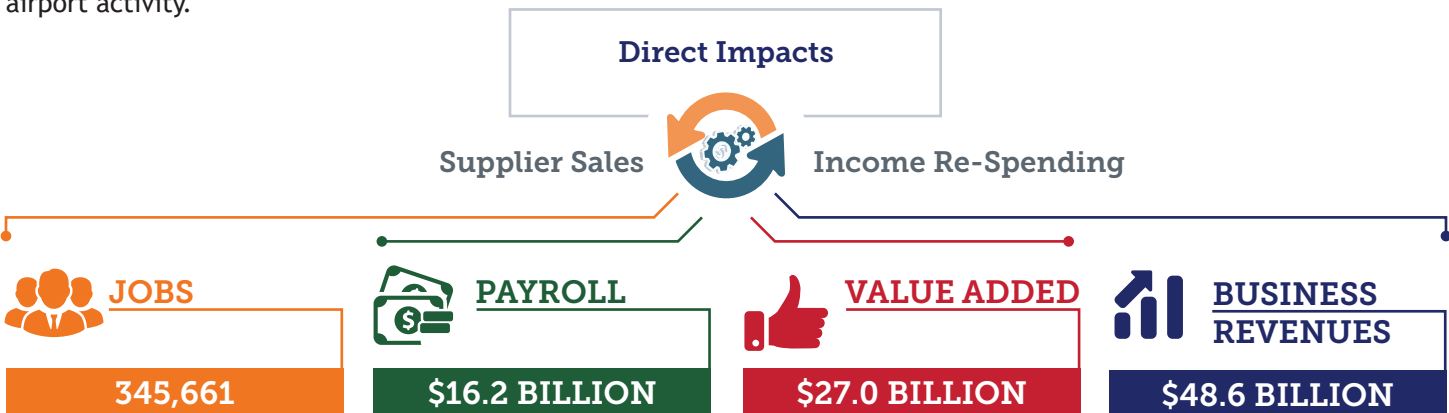 airport activity.
Direct Impacts
Supplier Sales
Income Re-Spending
JOBS
PAYROLL
VALUE ADDED
BUSINESS
REVENUES
345,661
$16.2 BILLION
$27.0 BILLION
$48.6 BILLION